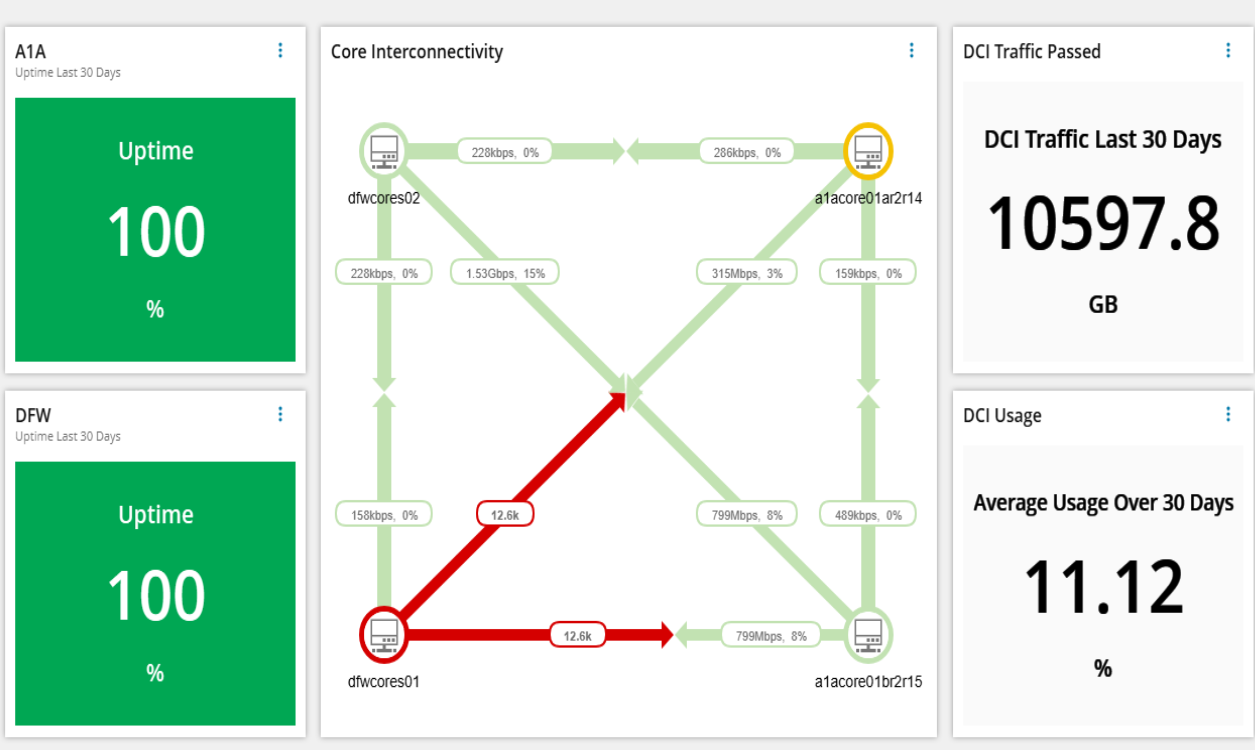 A1A
Uptime Last 30 Days
Uptime
100
%
DFW
Uptime Last 30 Days
Uptime
100
%
Core Interconnectivity
228kbps, 0%
286kbps, 0%
dfwcores02
a1acore01ar2r14
228kbps, 0%
1.53Gbps, 15%
315Mbps, 3%
159kbps, 0%
158kbps, 0%
12.6k
799Mbps, 8%
489kbps, 0%
12.6k
799Mbps, 8%
dfwcores01
a1acore01br2r15
DCI Traffic Passed
DCI Traffic Last 30 Days
10597.8
GB
DCI Usage
Average Usage Over 30 Days
11.12
%